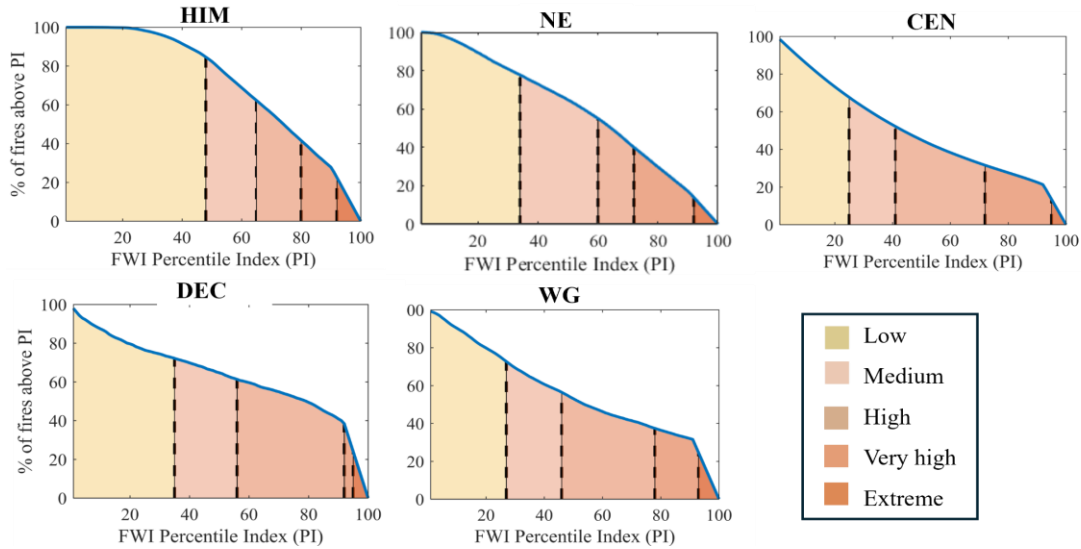 HIM
100
80
60
40
20
0
% of fires above PI
20 40 60 80 100
FWI Percentile Index (PI)
NE
100
80
60
40
20
0
20 40 60 80 100
FWI Percentile Index (PI)
CEN
100
80
60
40
20
0
20 40 60 80 100
FWI Percentile Index (PI)
DEC
100
80
60
40
20
0
% of fires above PI
20 40 60 80 100
FWI Percentile Index (PI)
WG
00
80
60
40
20
0
20 40 60 80 100
FWI Percentile Index (PI)
Low
Medium
High
Very high
Extreme